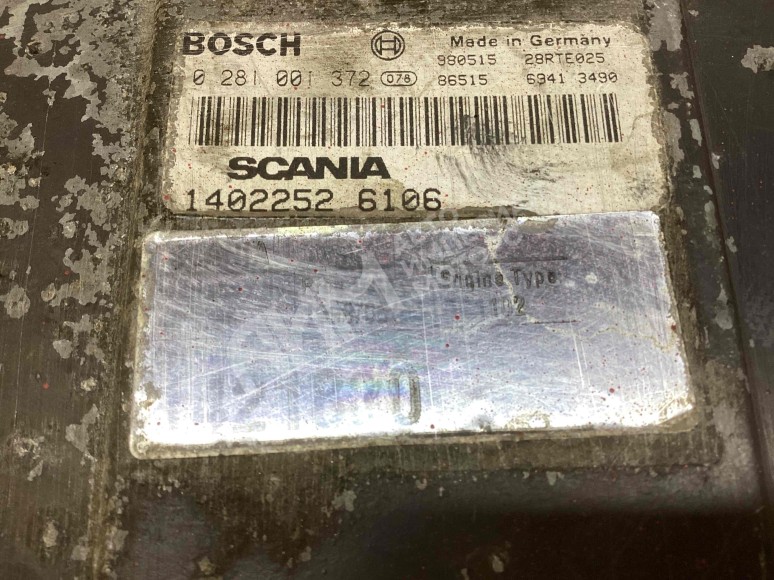 BOSCH Made in Germany
980515 28RTE025
0 281 001 372 078 86515 6941 3490
SCANIA
1402252 6106
Engine Type